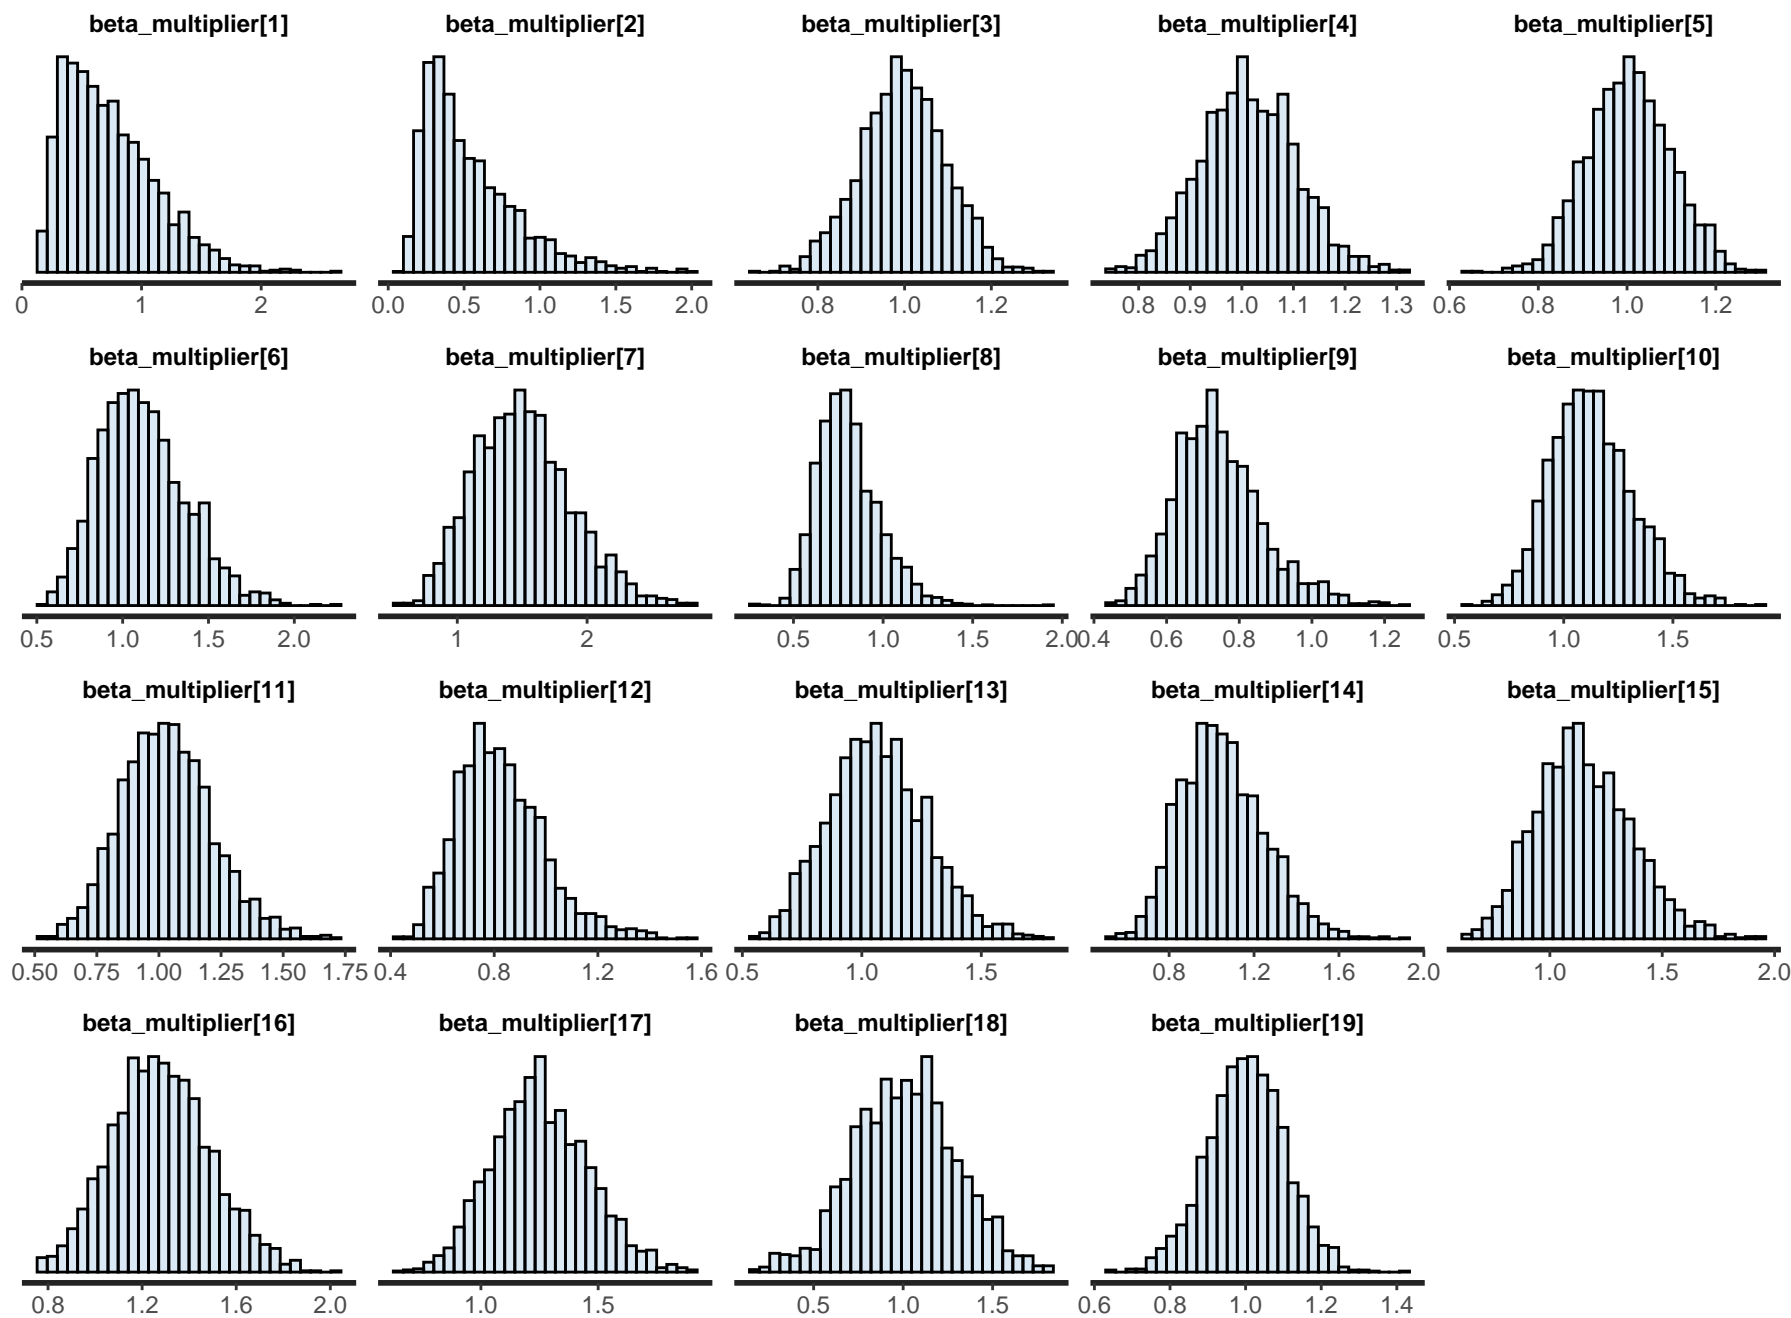 beta_multiplier[1] beta_multiplier[2] beta_multiplier[3] beta_multiplier[4] beta_multiplier[5]
0 1 2 0.0 0.5 1.0 1.5 2.0 0.8 1.0 1.2 0.8 0.9 1.0 1.1 1.2 1.3 0.6 0.8 1.0 1.2
beta_multiplier[6] beta_multiplier[7] beta_multiplier[8] beta_multiplier[9] beta_multiplier[10]
0.5 1.0 1.5 2.0 1 2 0.5 1.0 1.5 2.0 0.4 0.6 0.8 1.0 1.2 0.5 1.0 1.5
beta_multiplier[11] beta_multiplier[12] beta_multiplier[13] beta_multiplier[14] beta_multiplier[15]
0.50 0.75 1.00 1.25 1.50 1.75 0.4 0.8 1.2 1.6 0.5 1.0 1.5 0.8 1.2 1.6 2.0 1.0 1.5 2.0
beta_multiplier[16] beta_multiplier[17] beta_multiplier[18] beta_multiplier[19]
0.8 1.2 1.6 2.0 1.0 1.5 0.5 1.0 1.5 0.6 0.8 1.0 1.2 1.4